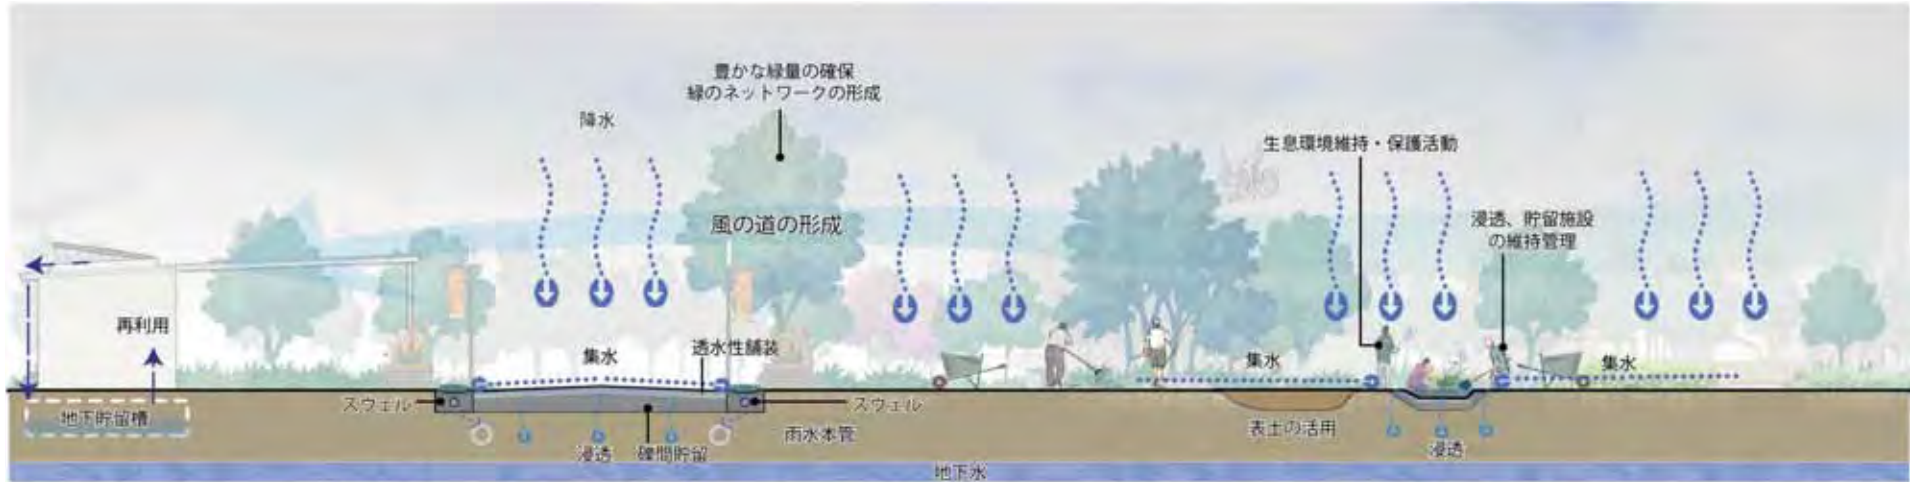 豊かな緑量の確保
緑のネットワークの形成
降水
生息環境維持・保護活動
風の道の形成
浸透、貯留施設
の維持管理
再利用
集水
透水性舗装
集水
集水
地下貯留槽
スウェル
スウェル
雨水本管
浸透
礫間貯留
表土の活用
浸透
地下水